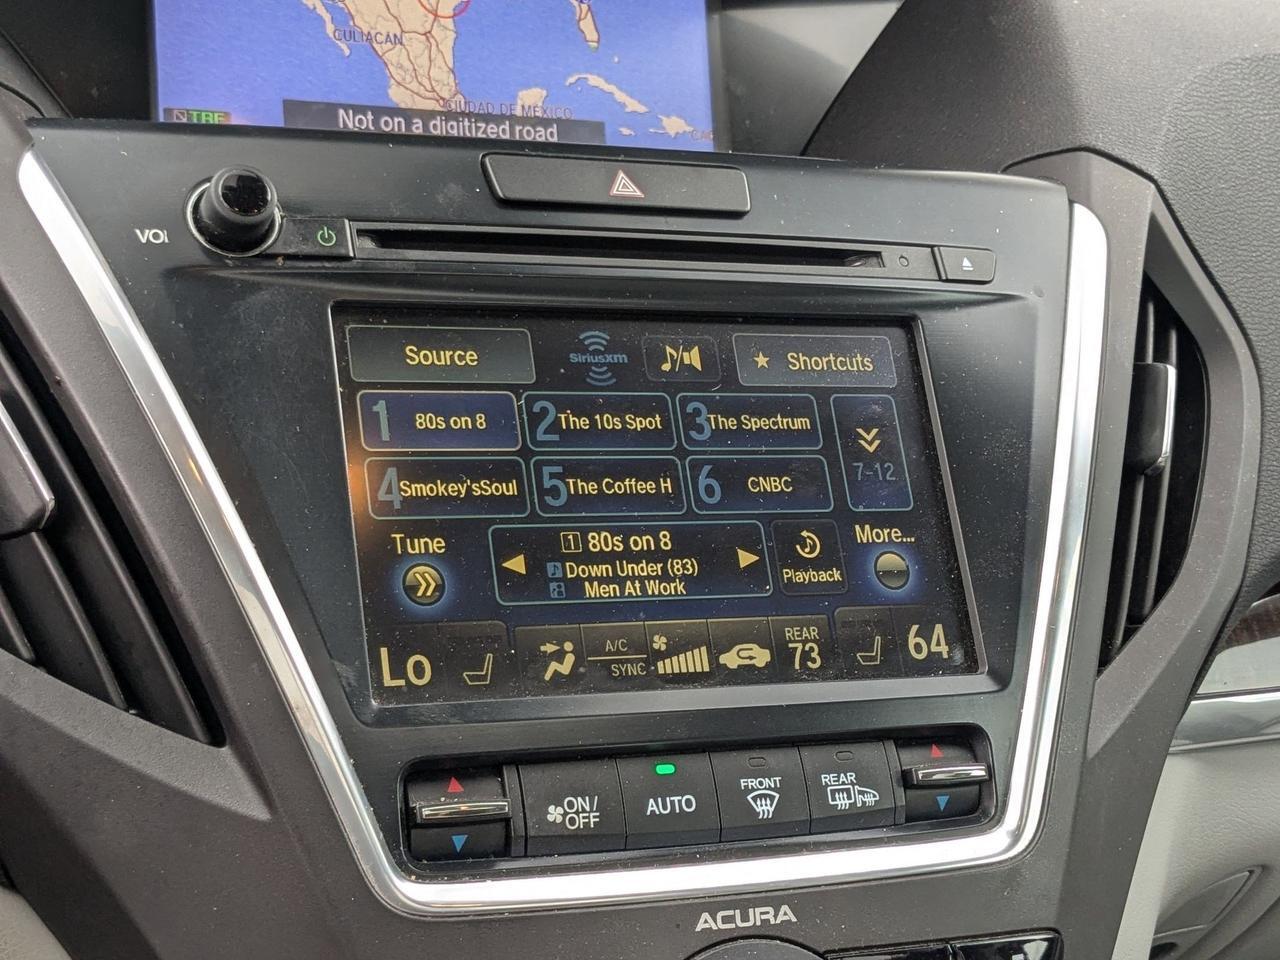 CULIACÁN
CIUDAD DE MÉXICO
Not on a digitized road
VOL
Source
SiriusXM
★ Shortcuts
1 80s on 8
2 The 10s Spot
3 The Spectrum
7-12
4 Smokey'sSoul
5 The Coffee H
6 CNBC
Tune
1 80s on 8
Down Under (83)
Men At Work
Playback
More...
Lo
A/C
SYNC
REAR
73
64
ON/
OFF
AUTO
FRONT
REAR
ACURA